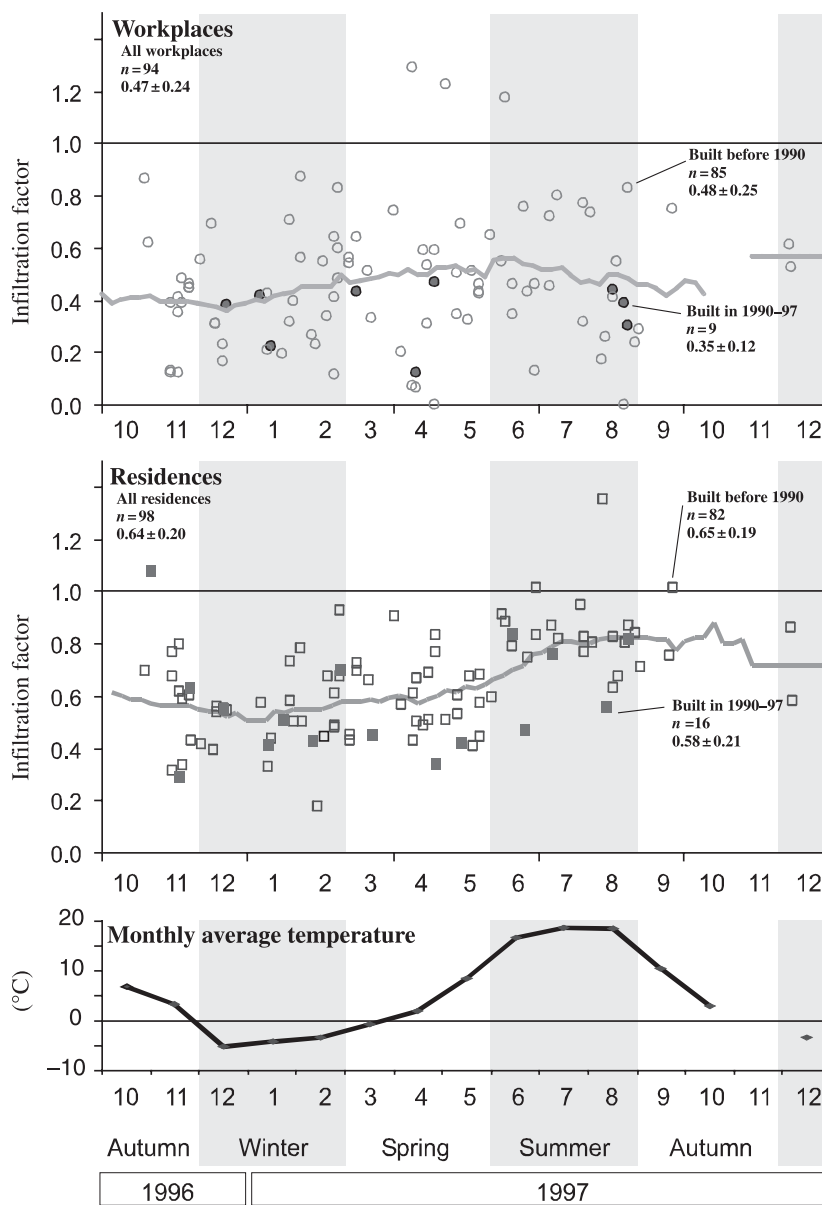 Workplaces
All workplaces
n=94
0.47±0.24
1.2
1.0
0.8
0.6
0.4
0.2
0.0
Infiltration factor
Built before 1990
n=85
0.48±0.25
Built in 1990–97
n=9
0.35±0.12
10 11 12 1 2 3 4 5 6 7 8 9 10 11 12
Residences
All residences
n=98
0.64±0.20
1.2
1.0
0.8
0.6
0.4
0.2
0.0
Infiltration factor
Built before 1990
n=82
0.65±0.19
Built in 1990–97
n=16
0.58±0.21
10 11 12 1 2 3 4 5 6 7 8 9 10 11 12
Monthly average temperature
20
10
0
−10
(°C)
10 11 12 1 2 3 4 5 6 7 8 9 10 11 12
Autumn Winter Spring Summer Autumn
1996 1997